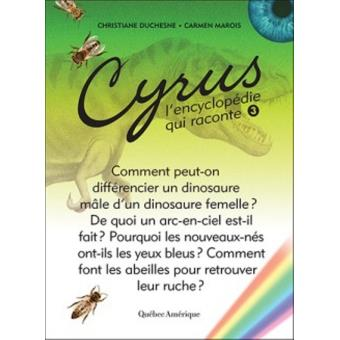 CHRISTIANE DUCHESNE • CARMEN MAROIS
Cyrus
l'encyclopédie
qui raconte 3
Comment peut-on
différencier un dinosaure
mâle d'un dinosaure femelle?
De quoi un arc-en-ciel est-il
fait? Pourquoi les nouveaux-nés
ont-ils les yeux bleus? Comment
font les abeilles pour retrouver
leur ruche?
Québec Amérique